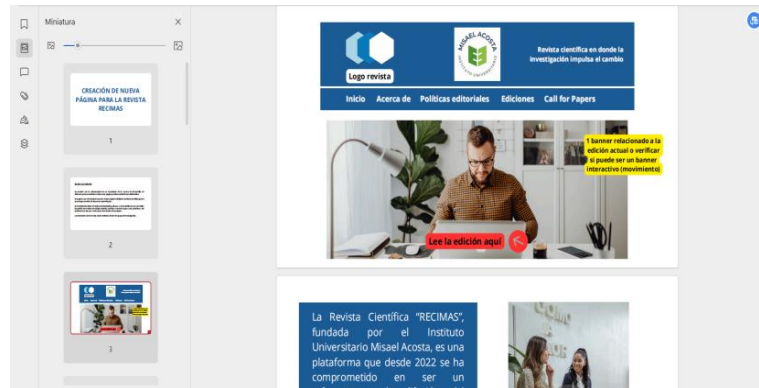 Miniatura
CREACIÓN DE NUEVA
PÁGINA PARA LA REVISTA
RECIMAS
1
2
3
Logo revista
MISAEL ACOSTA
INSTITUTO UNIVERSITARIO
Revista científica en donde la
investigación impulsa el cambio
Inicio Acerca de Políticas editoriales Ediciones Call for Papers
1 banner relacionado a la
edición actual o verificar
si puede ser un banner
interactivo (movimiento)
Lee la edición aquí
La Revista Científica “RECIMAS”,
fundada por el Instituto
Universitario Misael Acosta, es una
plataforma que desde 2022 se ha
comprometido en ser un